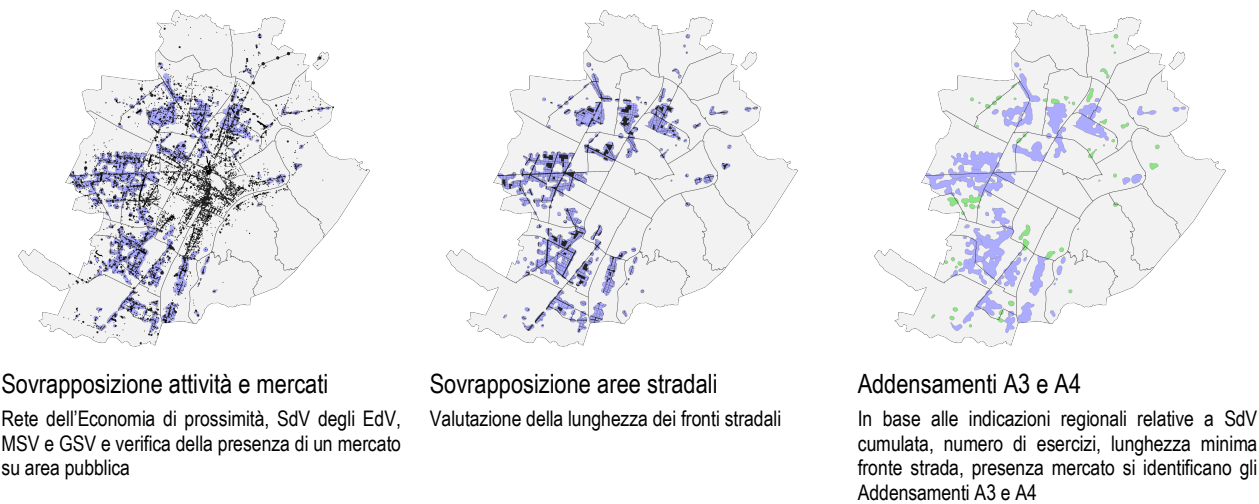 Sovrapposizione attività e mercati
Rete dell'Economia di prossimità, SdV degli EdV,
MSV e GSV e verifica della presenza di un mercato
su area pubblica
Sovrapposizione aree stradali
Valutazione della lunghezza dei fronti stradali
Addensamenti A3 e A4
In base alle indicazioni regionali relative a SdV
cumulata, numero di esercizi, lunghezza minima
fronte strada, presenza mercato si identificano gli
Addensamenti A3 e A4